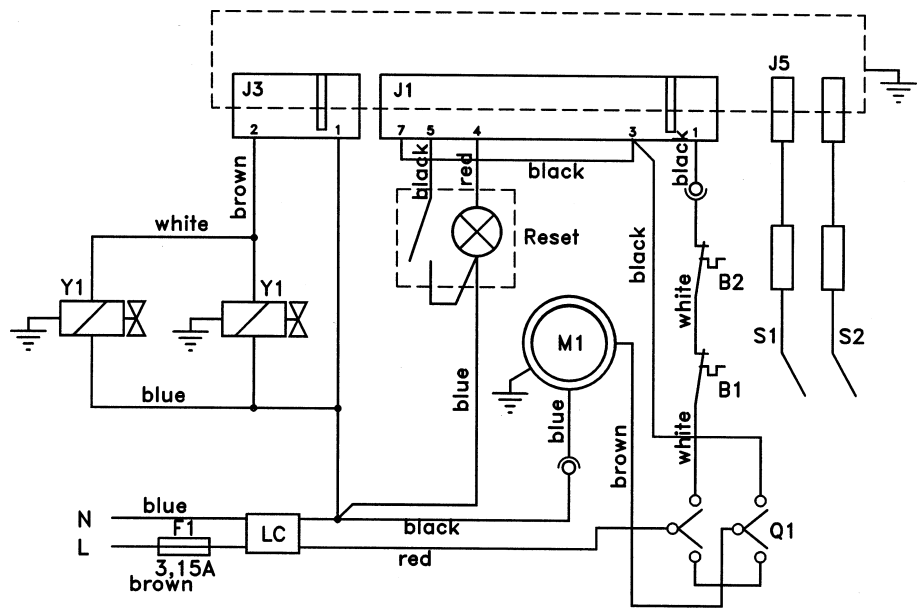 J3
J1
J5
2
1
7
5
4
3
1
black
red
black
black
brown
white
Reset
black
Y1
Y1
B2
white
M1
S1
S2
B1
blue
blue
blue
white
brown
N
blue
F1
LC
black
Q1
L
3,15A
red
brown